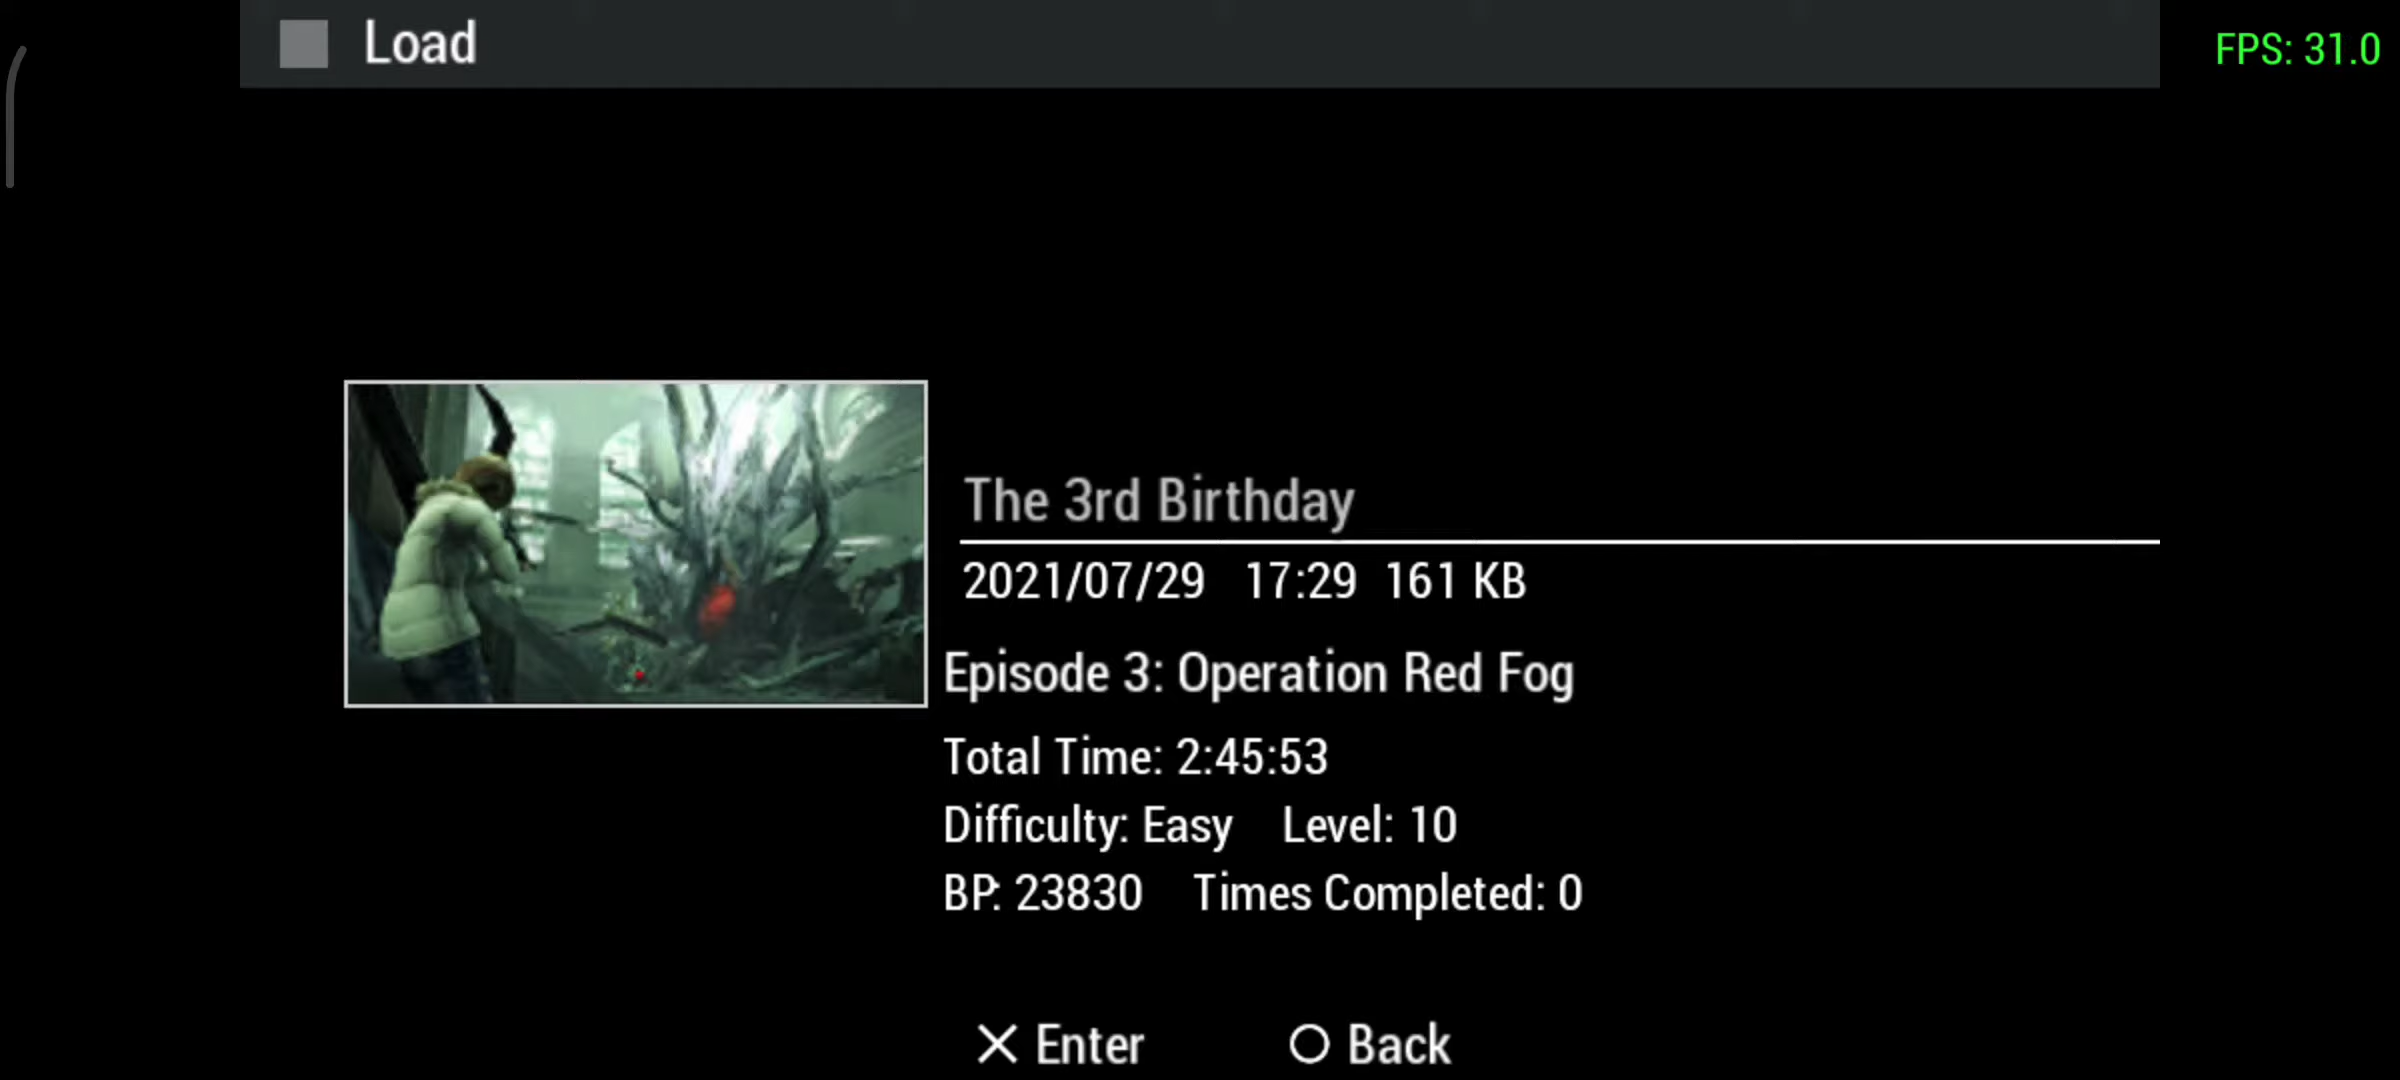 Load
FPS: 31.0
The 3rd Birthday
2021/07/29 17:29 161 KB
Episode 3: Operation Red Fog
Total Time: 2:45:53
Difficulty: Easy Level: 10
BP: 23830 Times Completed: 0
Enter Back